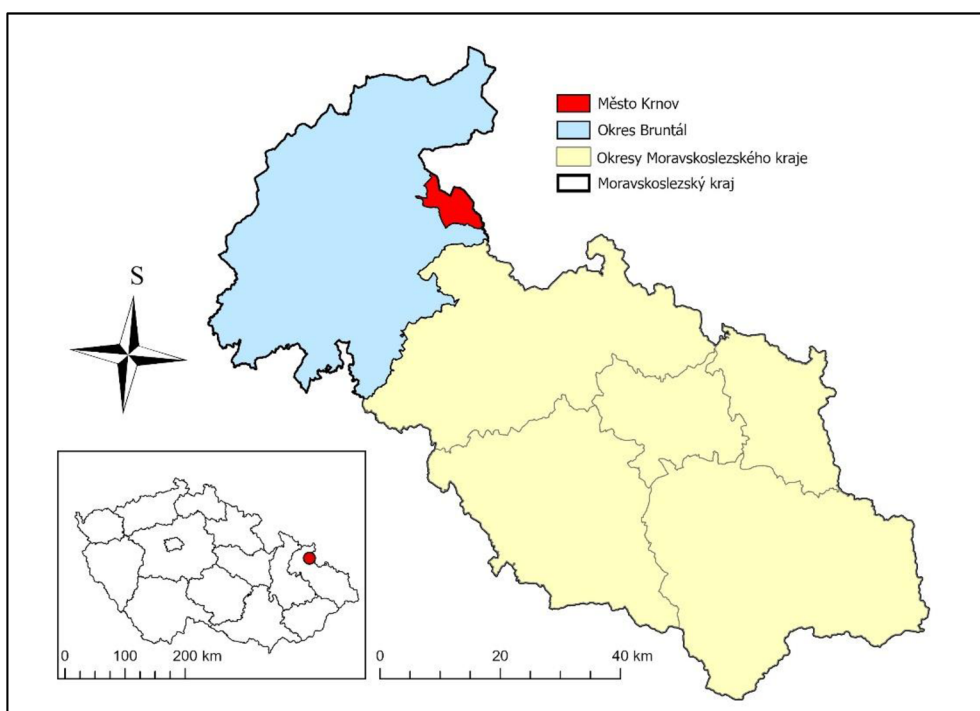 Město Krnov
Okres Bruntál
Okresy Moravskoslezského kraje
Moravskoslezský kraj
S
0 100 200 km
0 20 40 km